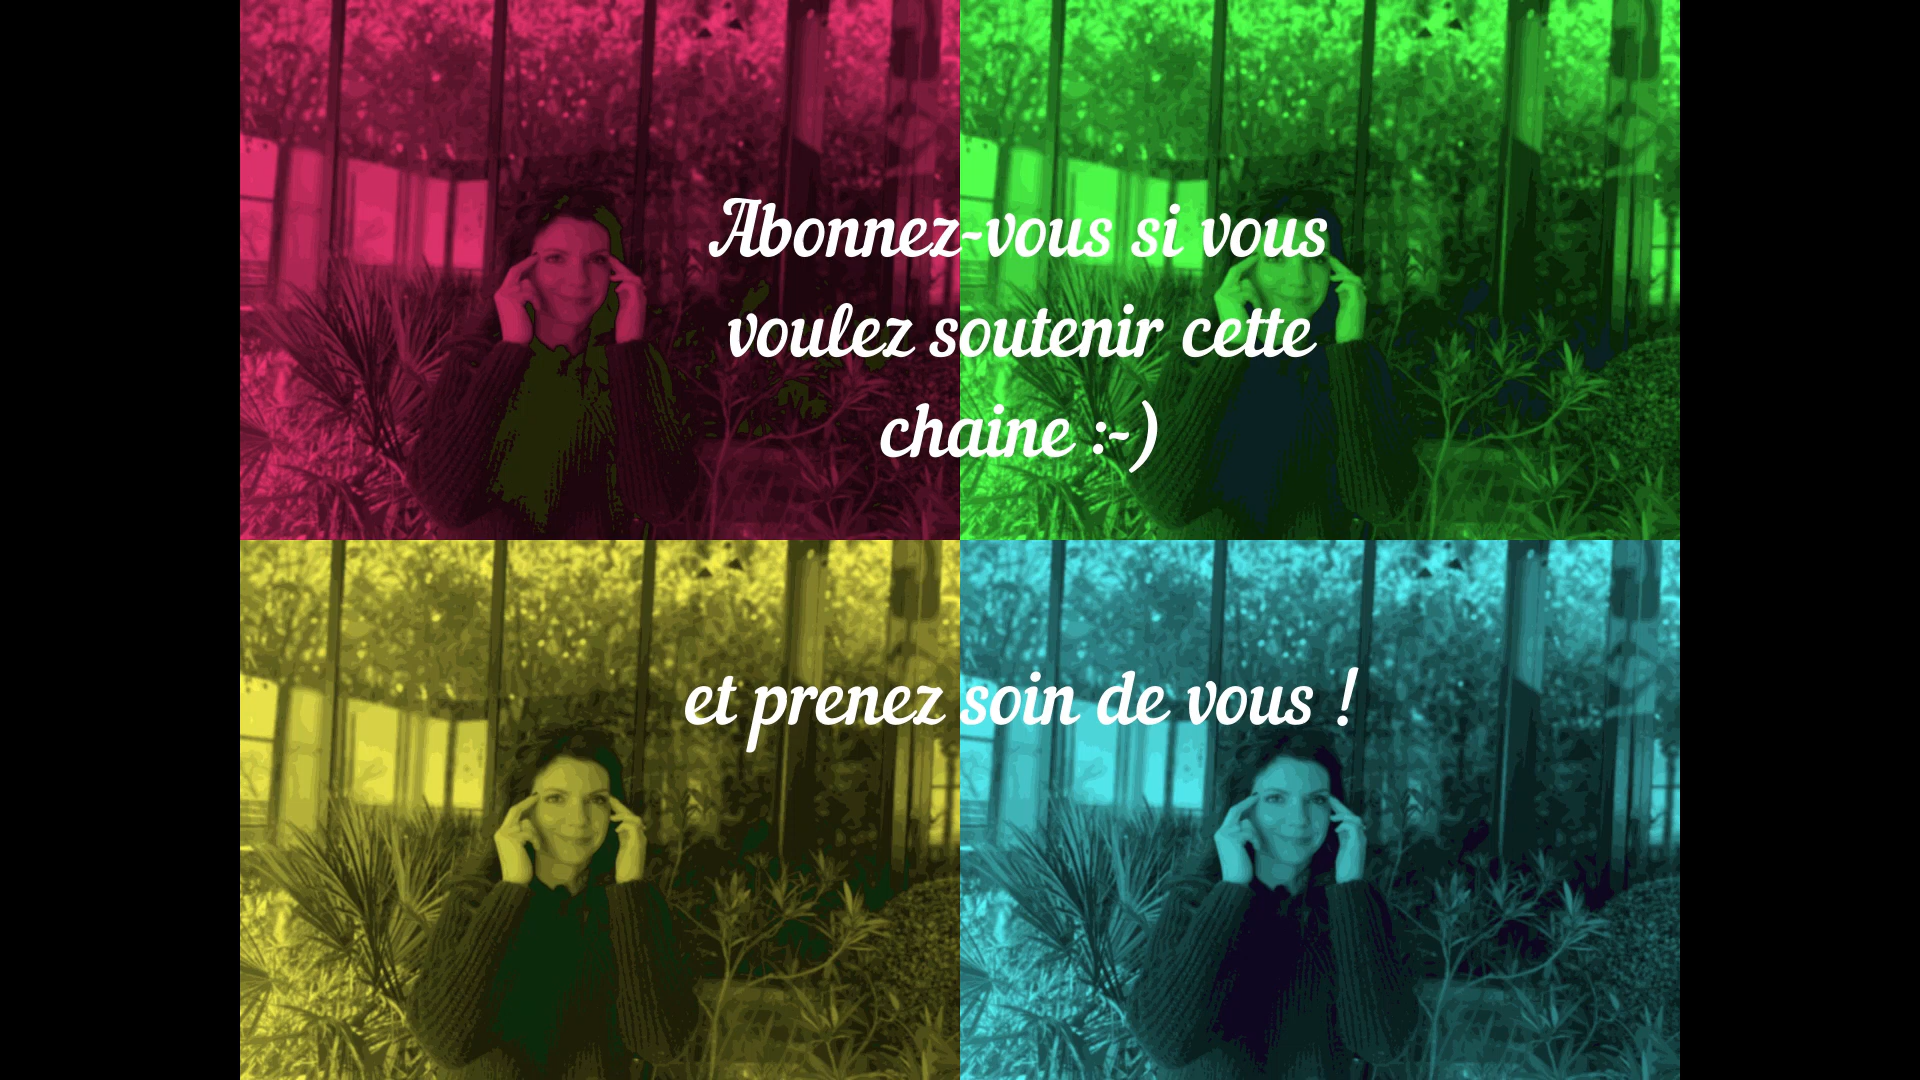 Abonnez-vous si vous
voulez soutenir cette
chaine :-)
et prenez soin de vous !